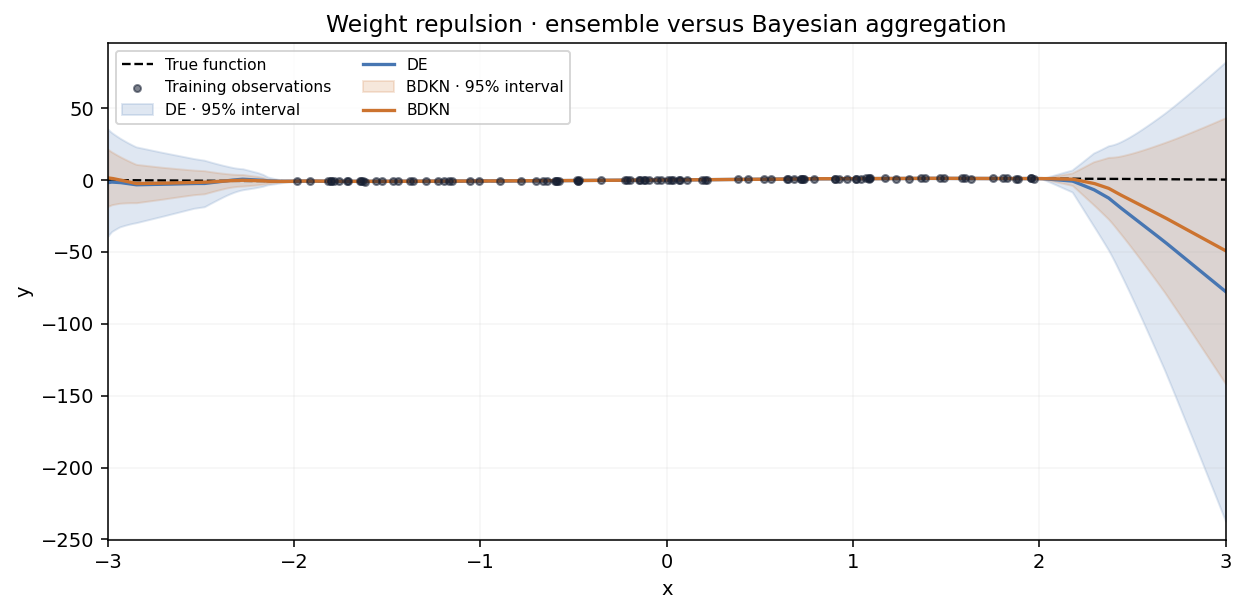 Weight repulsion · ensemble versus Bayesian aggregation
True function
Training observations
DE · 95% interval
DE
BDKN · 95% interval
BDKN
50
0
−50
−100
−150
−200
−250
y
−3
−2
−1
0
1
2
3
x